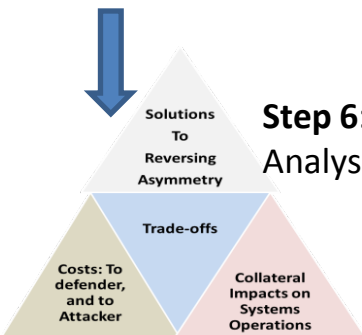 Solutions
To
Reversing
Asymmetry
Step 6:
Analys
Trade-offs
Costs: To
defender,
and to
Attacker
Collateral
Impacts on
Systems
Operations